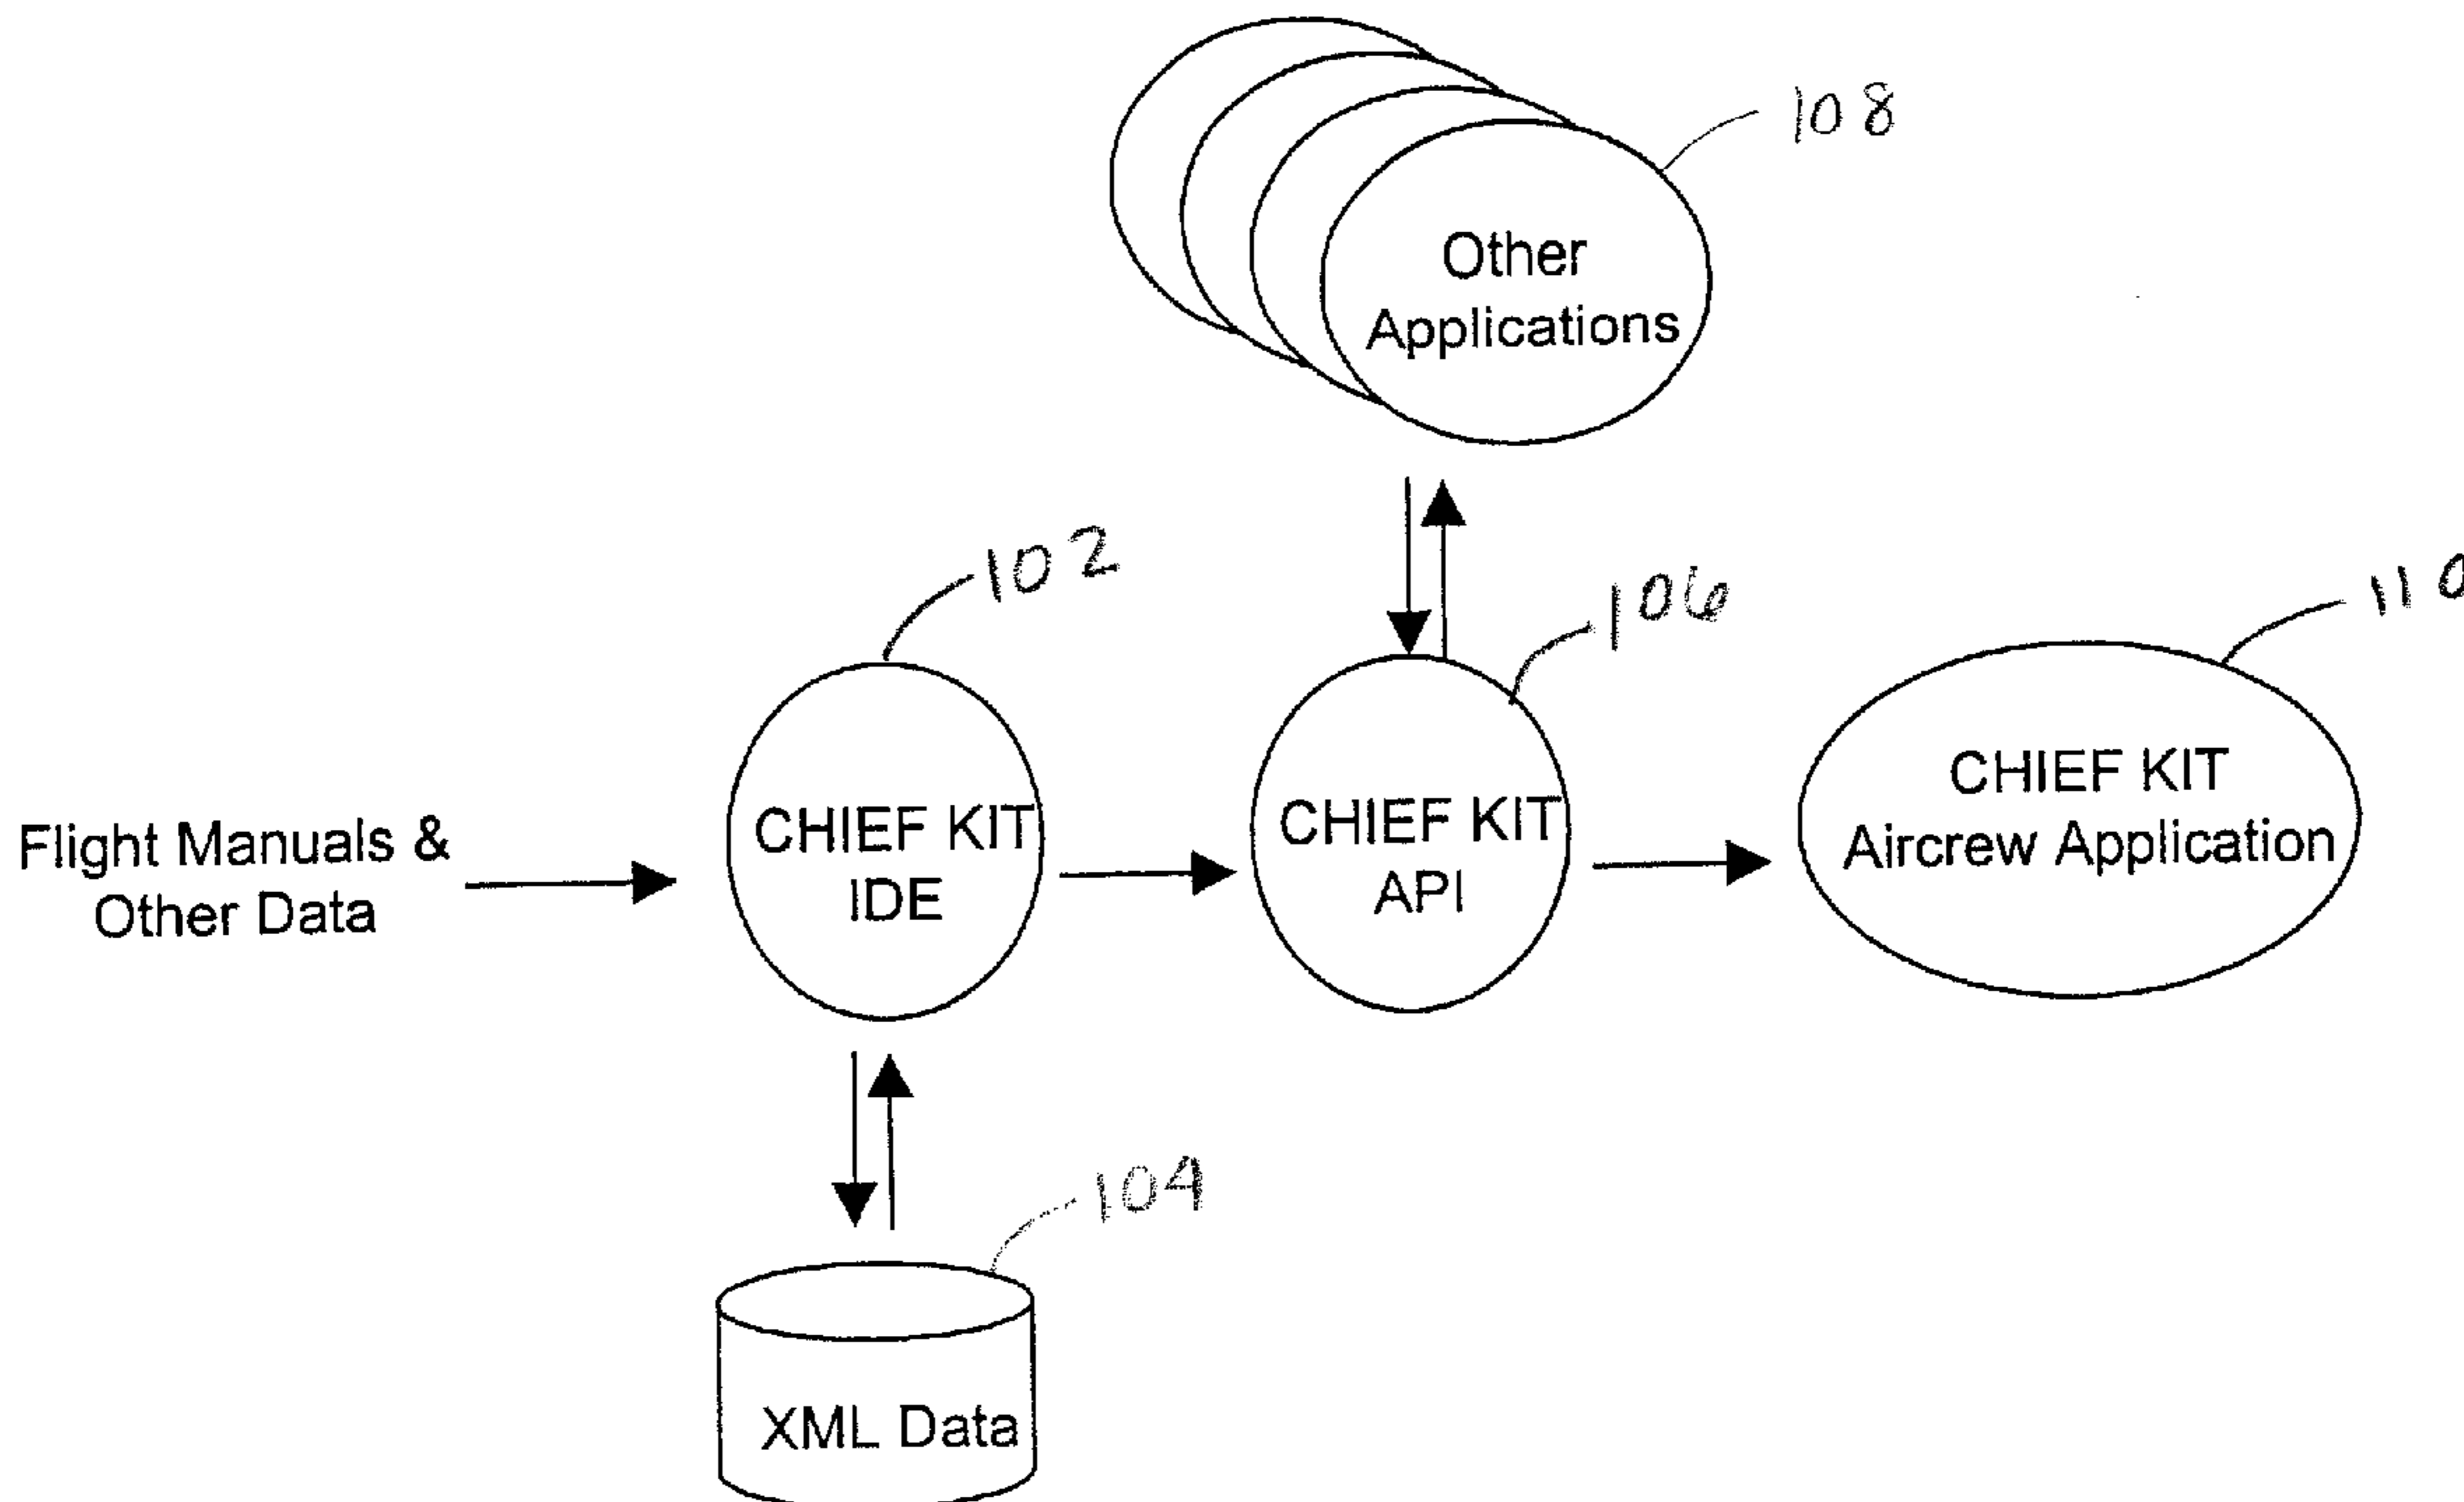 108
Other
Applications
102
106
110
Flight Manuals &
Other Data
CHIEF KIT
IDE
CHIEF KIT
API
CHIEF KIT
Aircrew Application
104
XML Data